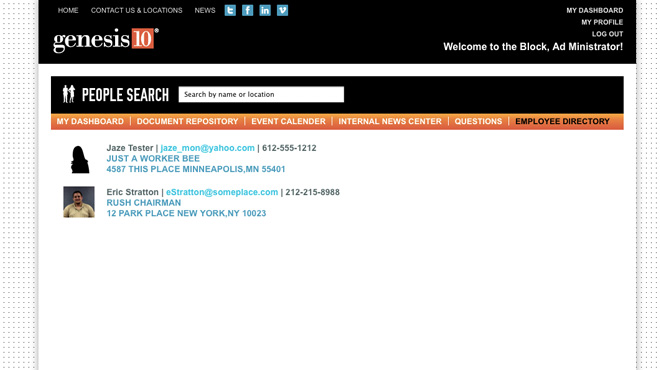 HOME CONTACT US & LOCATIONS NEWS
MY DASHBOARD
MY PROFILE
LOG OUT
Welcome to the Block, Ad Ministrator!
genesis10®
PEOPLE SEARCH Search by name or location
MY DASHBOARD | DOCUMENT REPOSITORY | EVENT CALENDER | INTERNAL NEWS CENTER | QUESTIONS | EMPLOYEE DIRECTORY
Jaze Tester | jaze_mon@yahoo.com | 612-555-1212
JUST A WORKER BEE
4587 THIS PLACE MINNEAPOLIS,MN 55401
Eric Stratton | eStratton@someplace.com | 212-215-8988
RUSH CHAIRMAN
12 PARK PLACE NEW YORK,NY 10023